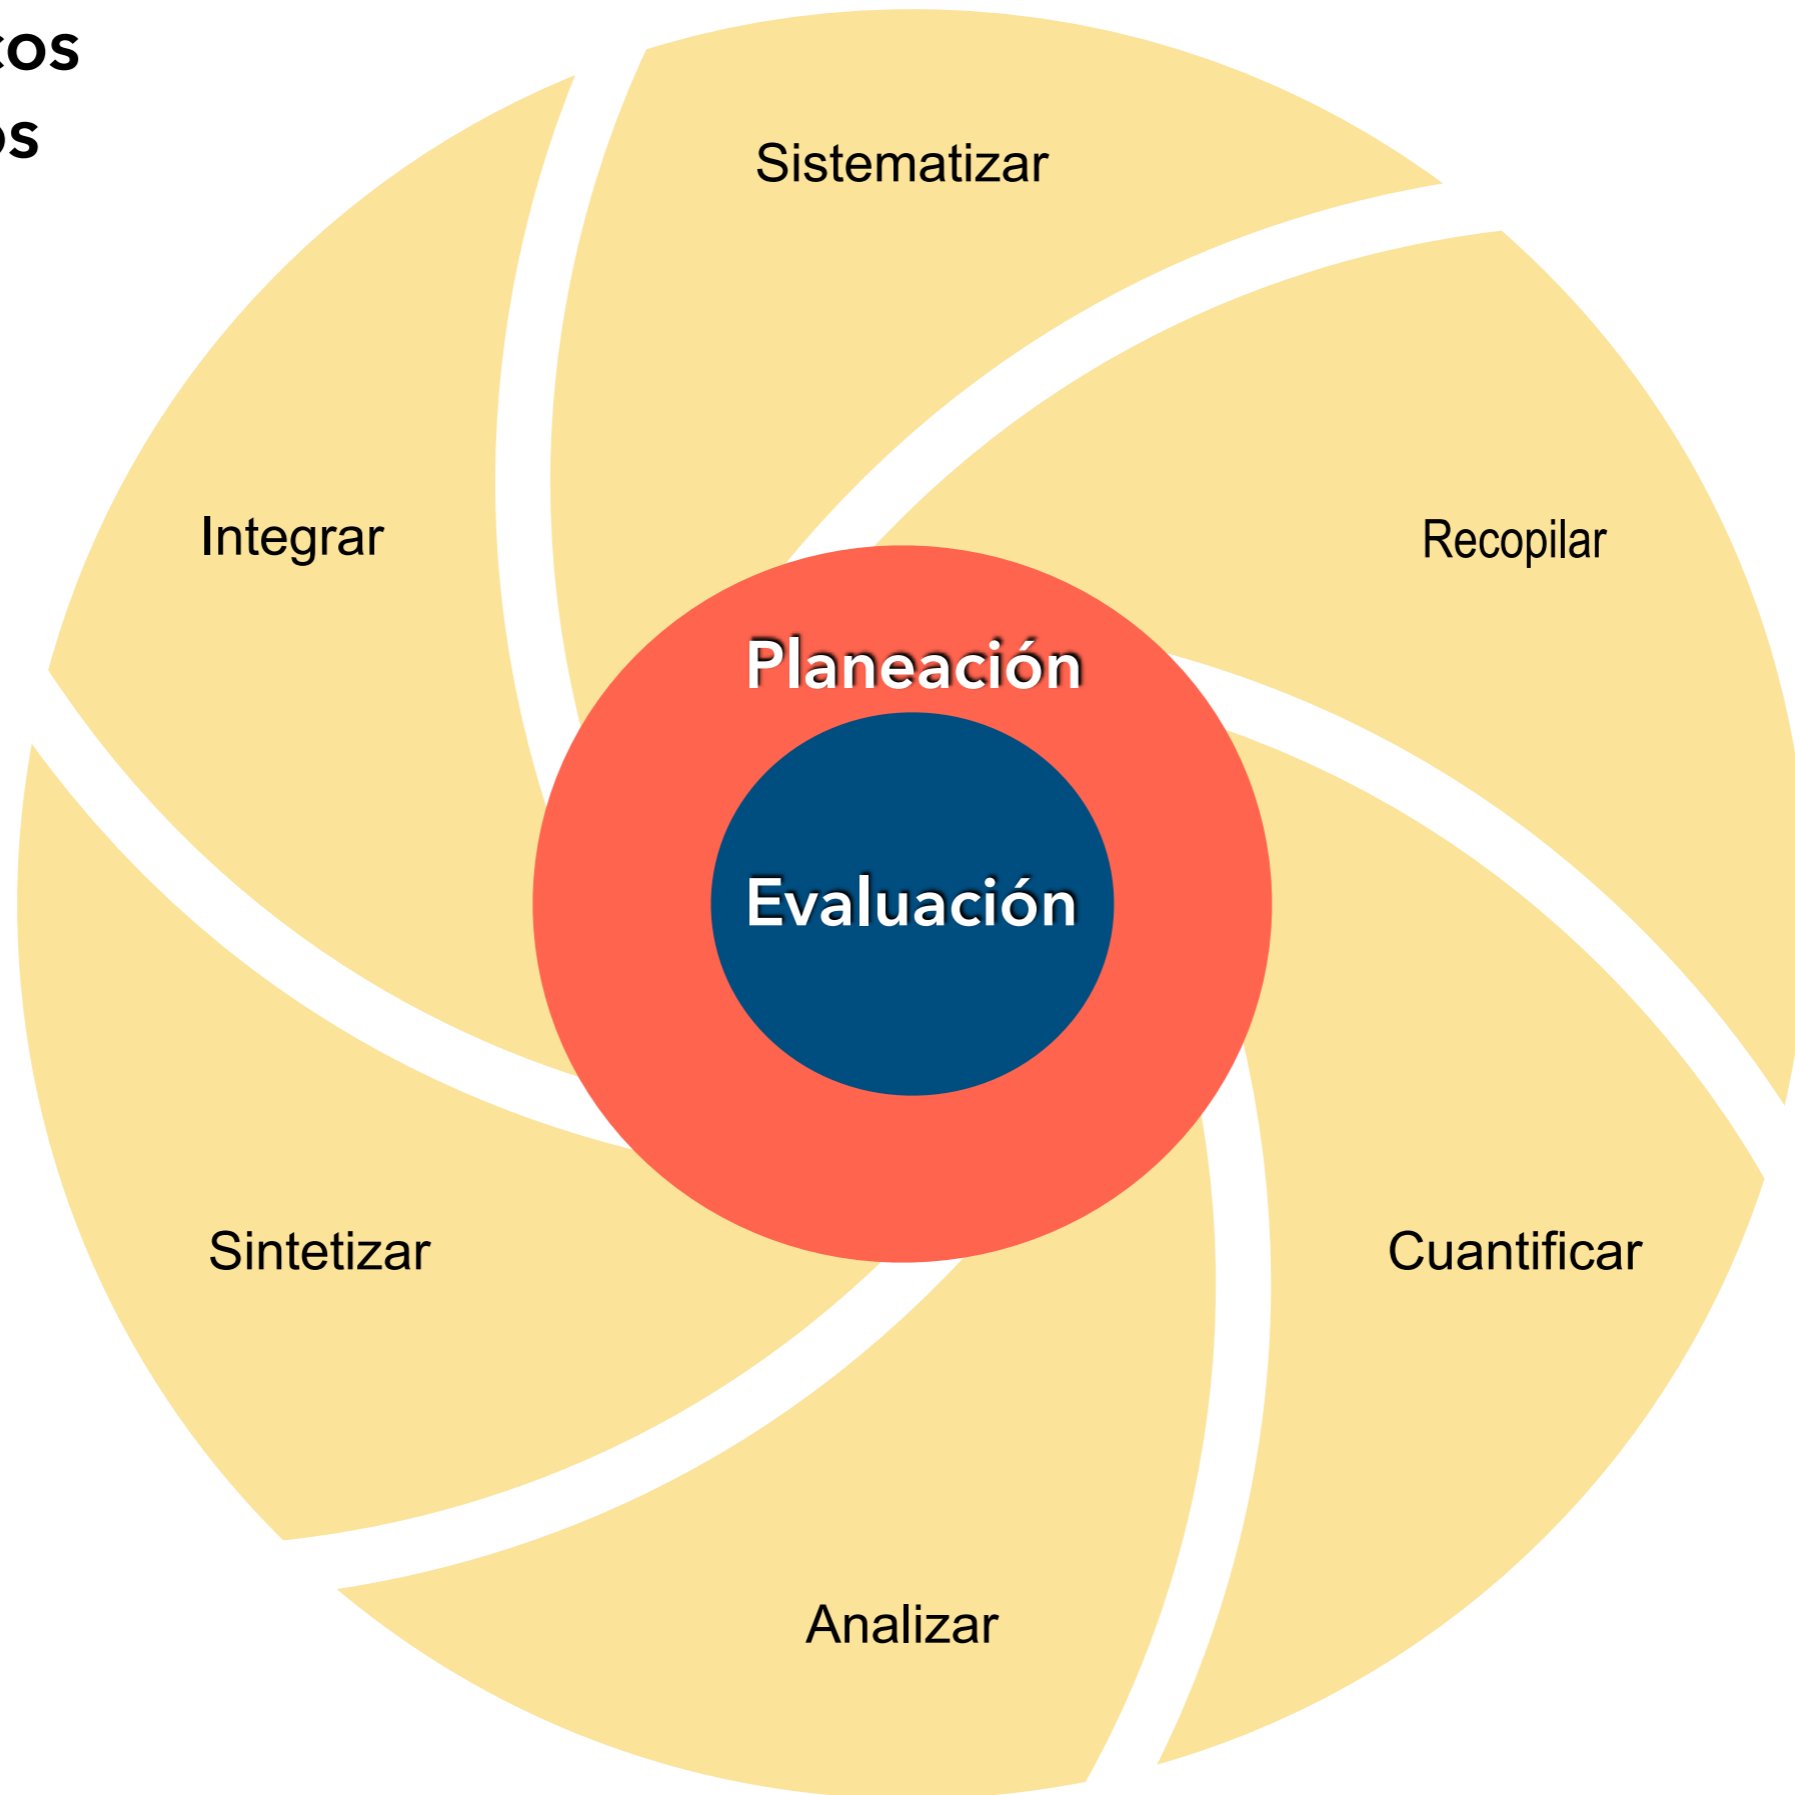 Sistematizar
Integrar
Recopilar
Planeación
Evaluación
Sintetizar
Cuantificar
Analizar